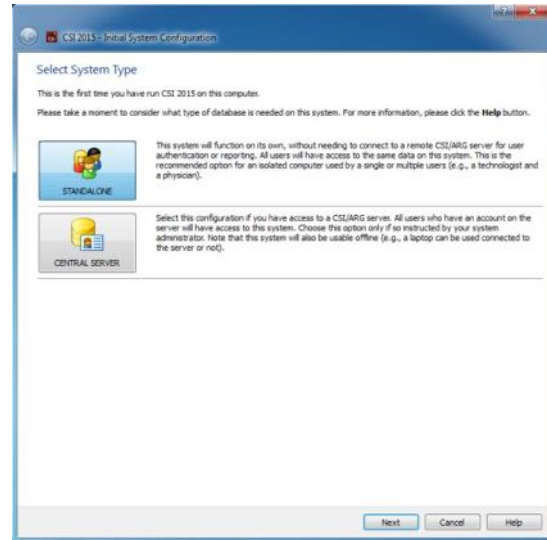 CSI 2015 - Initial System Configuration
Select System Type
This is the first time you have run CSI 2015 on this computer.
Please take a moment to consider what type of database is needed on this system. For more information, please click the Help button.
This system will function on its own, without needing to connect to a remote CSI/ARG server for user
authentication or reporting. All users will have access to the same data on this system. This is the
recommended option for an isolated computer used by a single or multiple users (e.g., a technologist and
a physician).
STANDALONE
Select this configuration if you have access to a CSI/ARG server. All users who have an account on the
server will have access to this system. Choose this option only if so instructed by your system
administrator. Note that this system will also be usable offline (e.g., a laptop can be used connected to
the server or not).
CENTRAL SERVER
Next Cancel Help